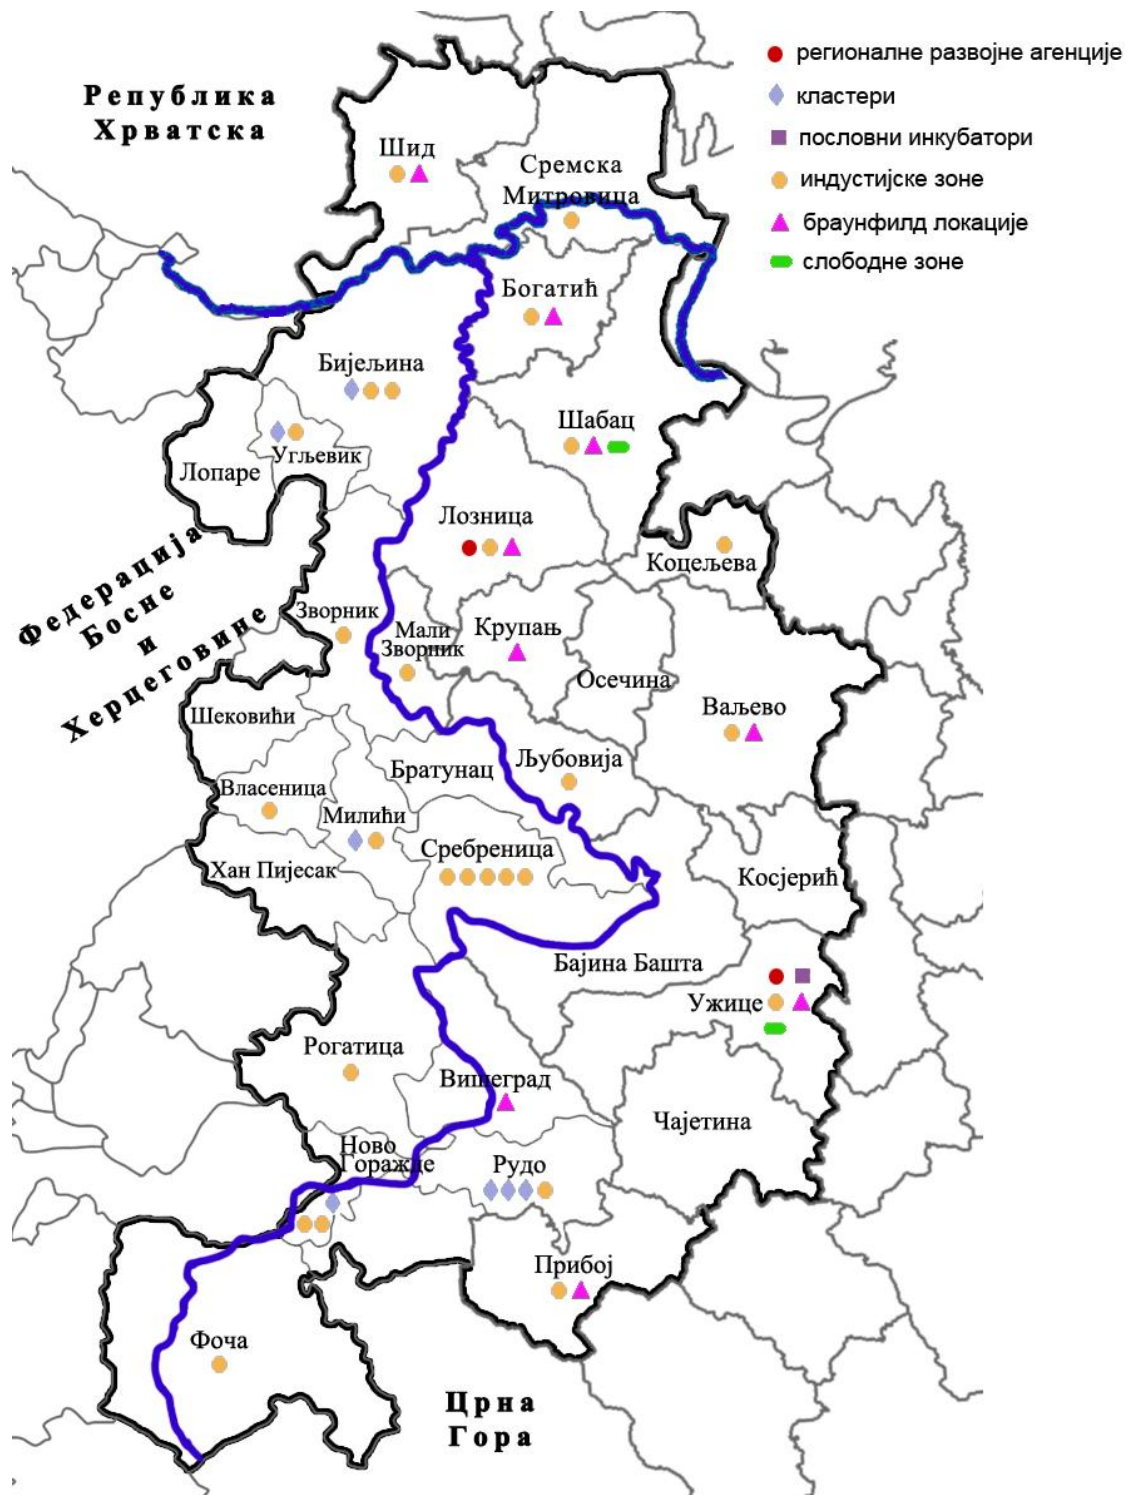 Република
Хрватска
регионалне развојне агенције
кластери
пословни инкубатори
индустијске зоне
браунфилд локације
слободне зоне
Шид
Сремска
Митровица
Богатић
Бијељина
Шабац
Угљевик
Лопаре
Лозница
Коцељева
Федерација
Босне
и
Херцеговине
Зворник
Мали
Зворник
Крупањ
Осечина
Шековићи
Ваљево
Братунац
Љубовија
Власеница
Милићи
Сребреница
Хан Пијесак
Косјерић
Бајина Башта
Ужице
Рогатица
Вишеград
Чајетина
Ново
Горажде
Рудо
Прибој
Фоча
Црна
Гора